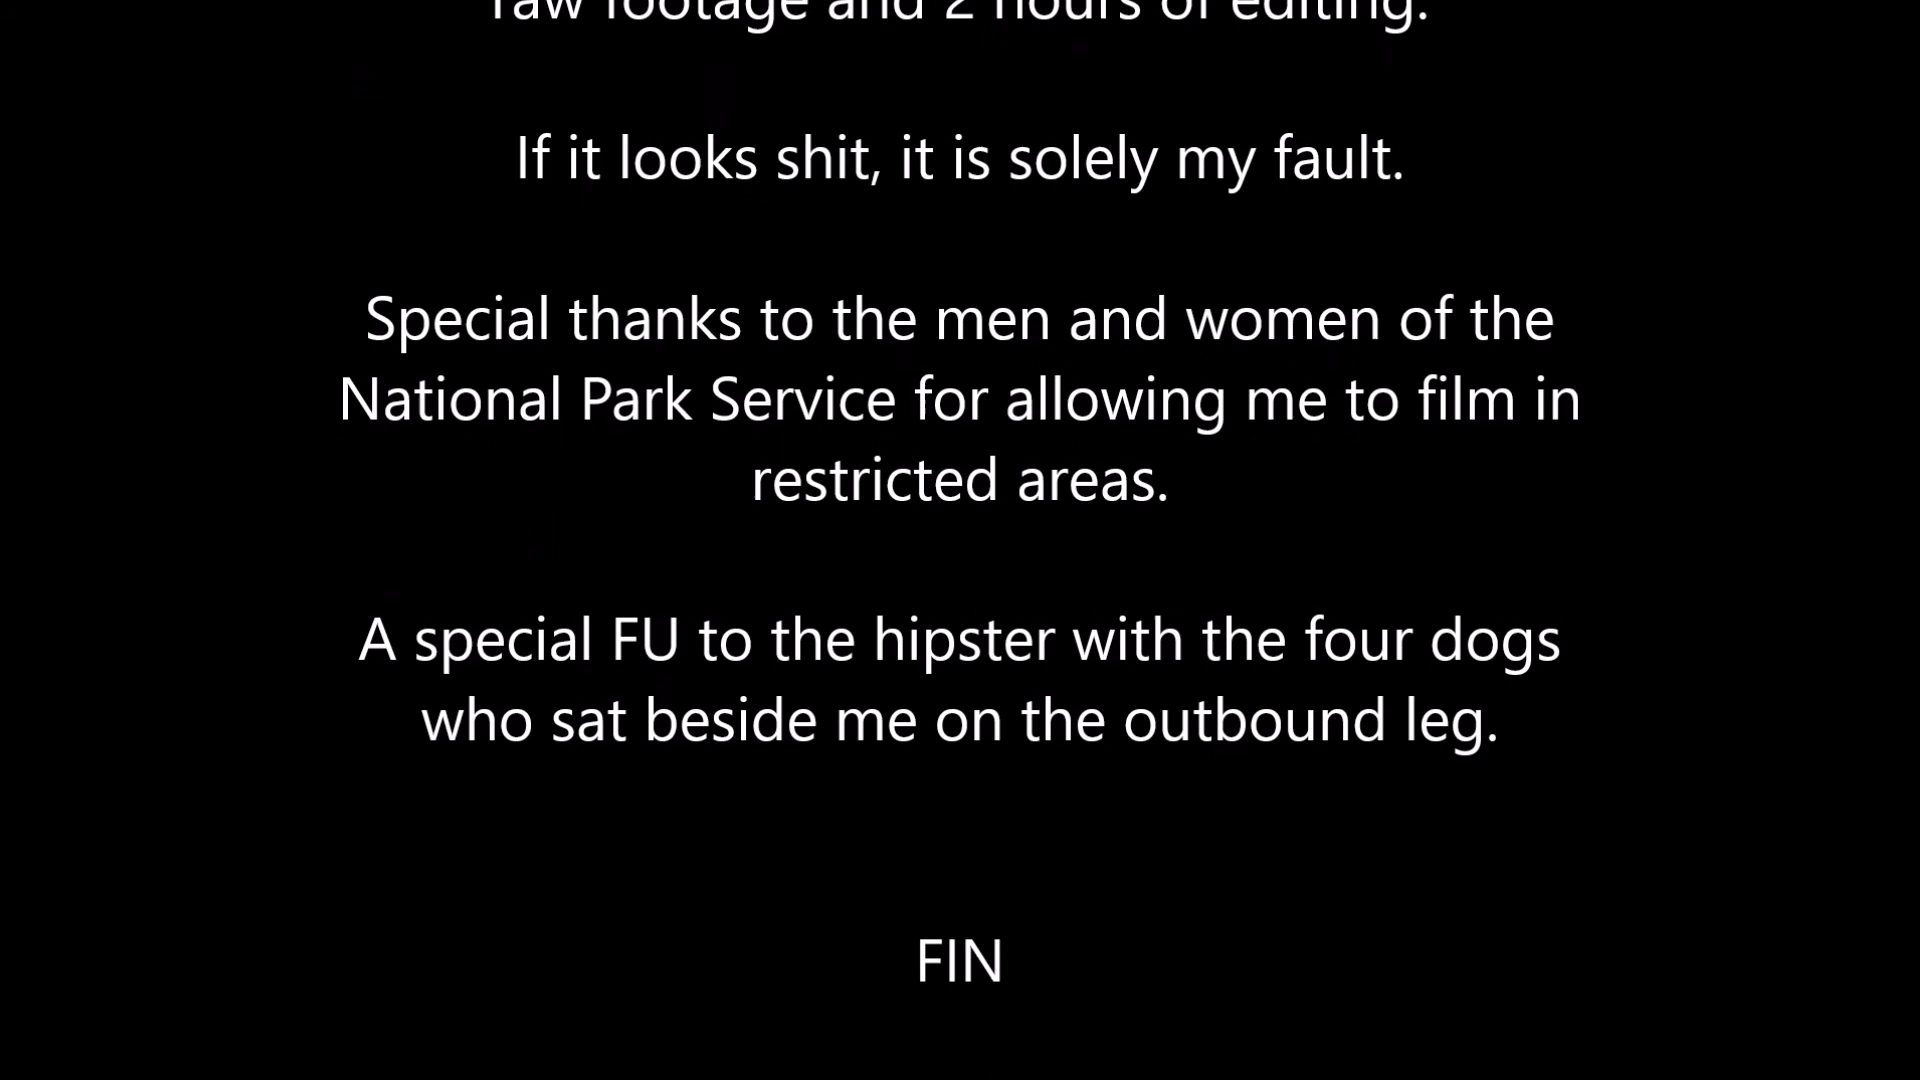 raw footage and 2 hours of editing.
If it looks shit, it is solely my fault.
Special thanks to the men and women of the
National Park Service for allowing me to film in
restricted areas.
A special FU to the hipster with the four dogs
who sat beside me on the outbound leg.
FIN